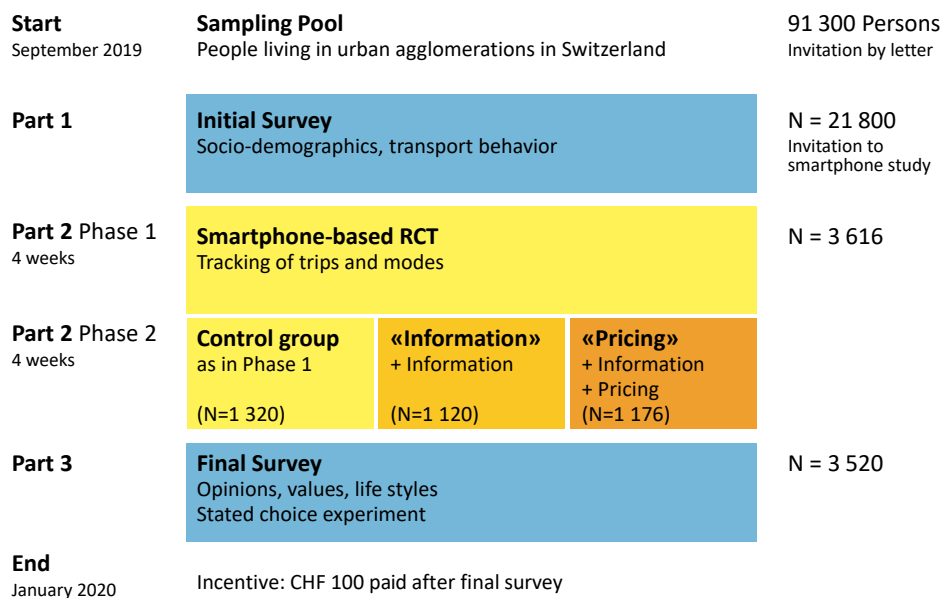 Start
September 2019
Sampling Pool
People living in urban agglomerations in Switzerland
91 300 Persons
Invitation by letter
Part 1
Initial Survey
Socio-demographics, transport behavior
N = 21 800
Invitation to
smartphone study
Part 2 Phase 1
4 weeks
Smartphone-based RCT
Tracking of trips and modes
N = 3 616
Part 2 Phase 2
4 weeks
Control group
as in Phase 1
(N=1 320)
«Information»
+ Information
(N=1 120)
«Pricing»
+ Information
+ Pricing
(N=1 176)
Part 3
Final Survey
Opinions, values, life styles
Stated choice experiment
N = 3 520
End
January 2020
Incentive: CHF 100 paid after final survey